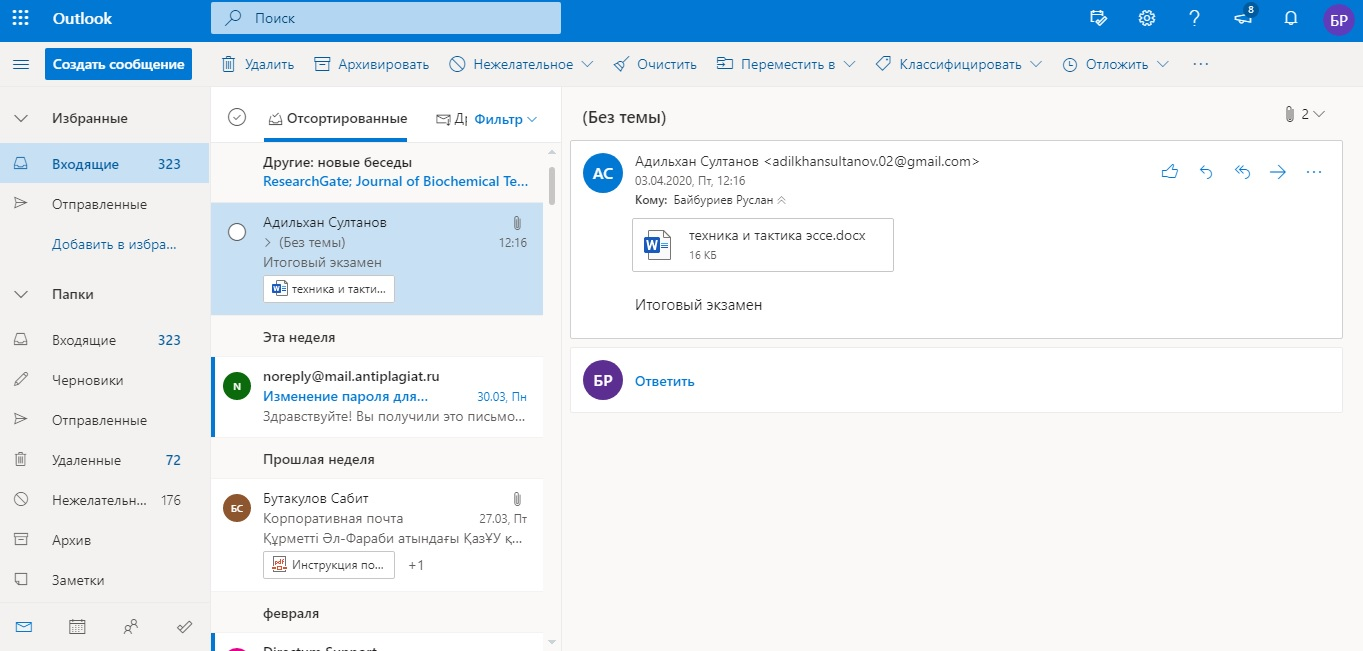 Outlook
Поиск
8
БР
Создать сообщение
Удалить
Архивировать
Нежелательное
Очистить
Переместить в
Классифицировать
Отложить
Избранные
Входящие 323
Отправленные
Добавить в избра...
Папки
Входящие 323
Черновики
Отправленные
Удаленные 72
Нежелательн... 176
Архив
Заметки
Отсортированные
Др
Фильтр
Другие: новые беседы
ResearchGate; Journal of Biochemical Te...
Адильхан Султанов
(Без темы) 12:16
Итоговый экзамен
W техника и такти...
Эта неделя
N
noreply@mail.antiplagiat.ru
Изменение пароля для... 30.03, Пн
Здравствуйте! Вы получили это письмо...
Прошлая неделя
БС
Бутакулов Сабит
Корпоративная почта 27.03, Пт
Құрметті Әл-Фараби атындағы ҚазҰУ қ...
pdf Инструкция по... +1
февраля
Directum Support
(Без темы)
2
АС
Адильхан Султанов <adilkhansultanov.02@gmail.com>
03.04.2020, Пт, 12:16
Кому: Байбуриев Руслан
W техника и тактика эссе.docx
16 КБ
Итоговый экзамен
БР
Ответить